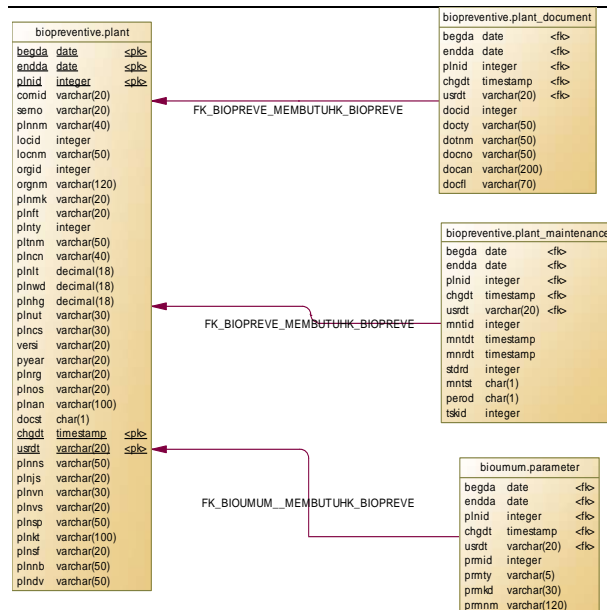 biopreventive.plant
begda date <pk>
endda date <pk>
plnid integer <pk>
comid varchar(20)
semo varchar(20)
plnnm varchar(40)
locid integer
locnm varchar(50)
orgid integer
orgnm varchar(120)
plnmk varchar(20)
plnft varchar(20)
plnty integer
pltnm varchar(50)
plncn varchar(40)
plnlt decimal(18)
plnwd decimal(18)
plnhg decimal(18)
plnut varchar(30)
plncs varchar(30)
versi varchar(20)
pyear varchar(20)
plnrg varchar(20)
plnos varchar(20)
plnan varchar(100)
docst char(1)
chgdt timestamp <pk>
usrdt varchar(20) <pk>
plnns varchar(50)
plnjs varchar(20)
plnvn varchar(30)
plnvs varchar(20)
plnsp varchar(50)
plnkt varchar(100)
plnsf varchar(20)
plnnb varchar(50)
plndv varchar(50)
FK_BIOPREVE_MEMBUTUHK_BIOPREVE
FK_BIOPREVE_MEMBUTUHK_BIOPREVE
FK_BIOUMUM__MEMBUTUHK_BIOPREVE
biopreventive.plant_document
begda date <fk>
endda date <fk>
plnid integer <fk>
chgdt timestamp <fk>
usrdt varchar(20) <fk>
docid integer
docty varchar(50)
dotnm varchar(50)
docno varchar(50)
docan varchar(200)
docfl varchar(70)
biopreventive.plant_maintenance
begda date <fk>
endda date <fk>
plnid integer <fk>
chgdt timestamp <fk>
usrdt varchar(20) <fk>
mntid integer
mntdt timestamp
mnrdt timestamp
stdrd integer
mntst char(1)
perod char(1)
tskid integer
bioumum.parameter
begda date <fk>
endda date <fk>
plnid integer <fk>
chgdt timestamp <fk>
usrdt varchar(20) <fk>
prmid integer
prmty varchar(5)
prmkd varchar(30)
prmnm varchar(120)